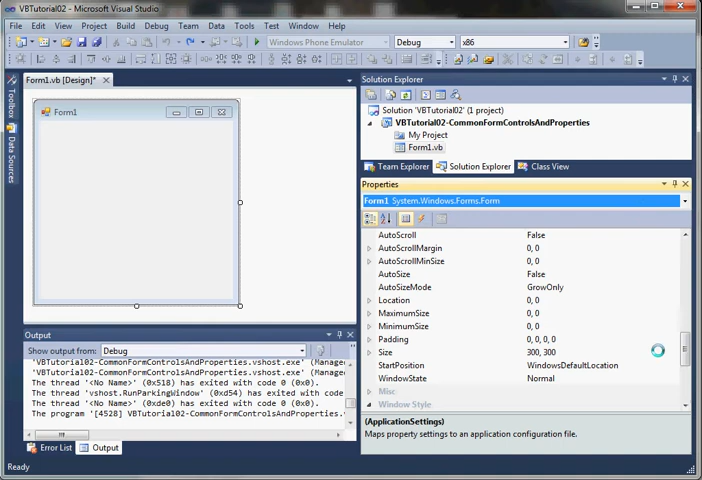 VBTutorial02 - Microsoft Visual Studio
File Edit View Project Build Debug Team Data Tools Test Window Help
Windows Phone Emulator Debug x86
Form1.vb [Design]*
Toolbox
Data Sources
Form1
Solution Explorer
Solution 'VBTutorial02' (1 project)
VBTutorial02-CommonFormControlsAndProperties
My Project
Form1.vb
Team Explorer Solution Explorer Class View
Properties
Form1 System.Windows.Forms.Form
AutoScroll False
AutoScrollMargin 0, 0
AutoScrollMinSize 0, 0
AutoSize False
AutoSizeMode GrowOnly
Location 0, 0
MaximumSize 0, 0
MinimumSize 0, 0
Padding 0, 0, 0, 0
Size 300, 300
StartPosition WindowsDefaultLocation
WindowState Normal
Misc
Window Style
(ApplicationSettings)
Maps property settings to an application configuration file.
Output
Show output from: Debug
'VBTutorial02-CommonFormControlsAndProperties.vshost.exe' (Manage
'VBTutorial02-CommonFormControlsAndProperties.vshost.exe' (Manage
The thread '<No Name>' (0x518) has exited with code 0 (0x0).
The thread 'vshost.RunParkingWindow' (0xd54) has exited with code
The thread '<No Name>' (0xde0) has exited with code 0 (0x0).
The program '[4528] VBTutorial02-CommonFormControlsAndProperties.
Error List Output
Ready